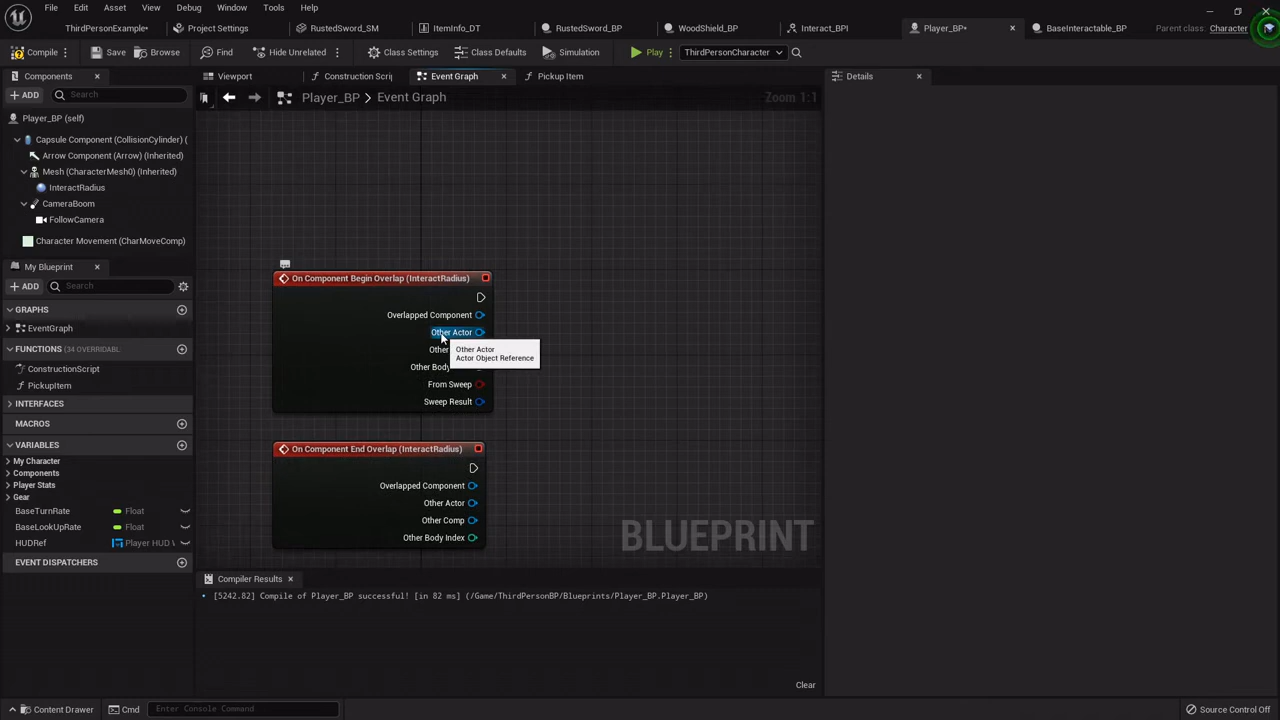 File Edit Asset View Debug Window Tools Help
ThirdPersonExample* Project Settings RustedSword_SM ItemInfo_DT RustedSword_BP WoodShield_BP Interact_BPI Player_BP* BaseInteractable_BP Parent class: Character
Compile Save Browse Find Hide Unrelated Class Settings Class Defaults Simulation Play ThirdPersonCharacter
Components Viewport Construction Scrip Event Graph Pickup Item Details
ADD Search
Player_BP > Event Graph Zoom 1:1
Player_BP (self)
Capsule Component (CollisionCylinder) (
Arrow Component (Arrow) (Inherited)
Mesh (CharacterMesh0) (Inherited)
InteractRadius
CameraBoom
FollowCamera
Character Movement (CharMoveComp)
My Blueprint
ADD Search
GRAPHS
EventGraph
FUNCTIONS (34 OVERRIDABL
ConstructionScript
PickupItem
INTERFACES
MACROS
VARIABLES
My Character
Components
Player Stats
Gear
BaseTurnRate Float
BaseLookUpRate Float
HUDRef Player HUD
EVENT DISPATCHERS
On Component Begin Overlap (InteractRadius)
Overlapped Component
Other Actor
Other
Other Body
From Sweep
Sweep Result
Other Actor
Actor Object Reference
On Component End Overlap (InteractRadius)
Overlapped Component
Other Actor
Other Comp
Other Body Index
BLUEPRINT
Compiler Results
[5242.82] Compile of Player_BP successful! [in 82 ms] (/Game/ThirdPersonBP/Blueprints/Player_BP.Player_BP)
Clear
Content Drawer Cmd Enter Console Command Source Control Off